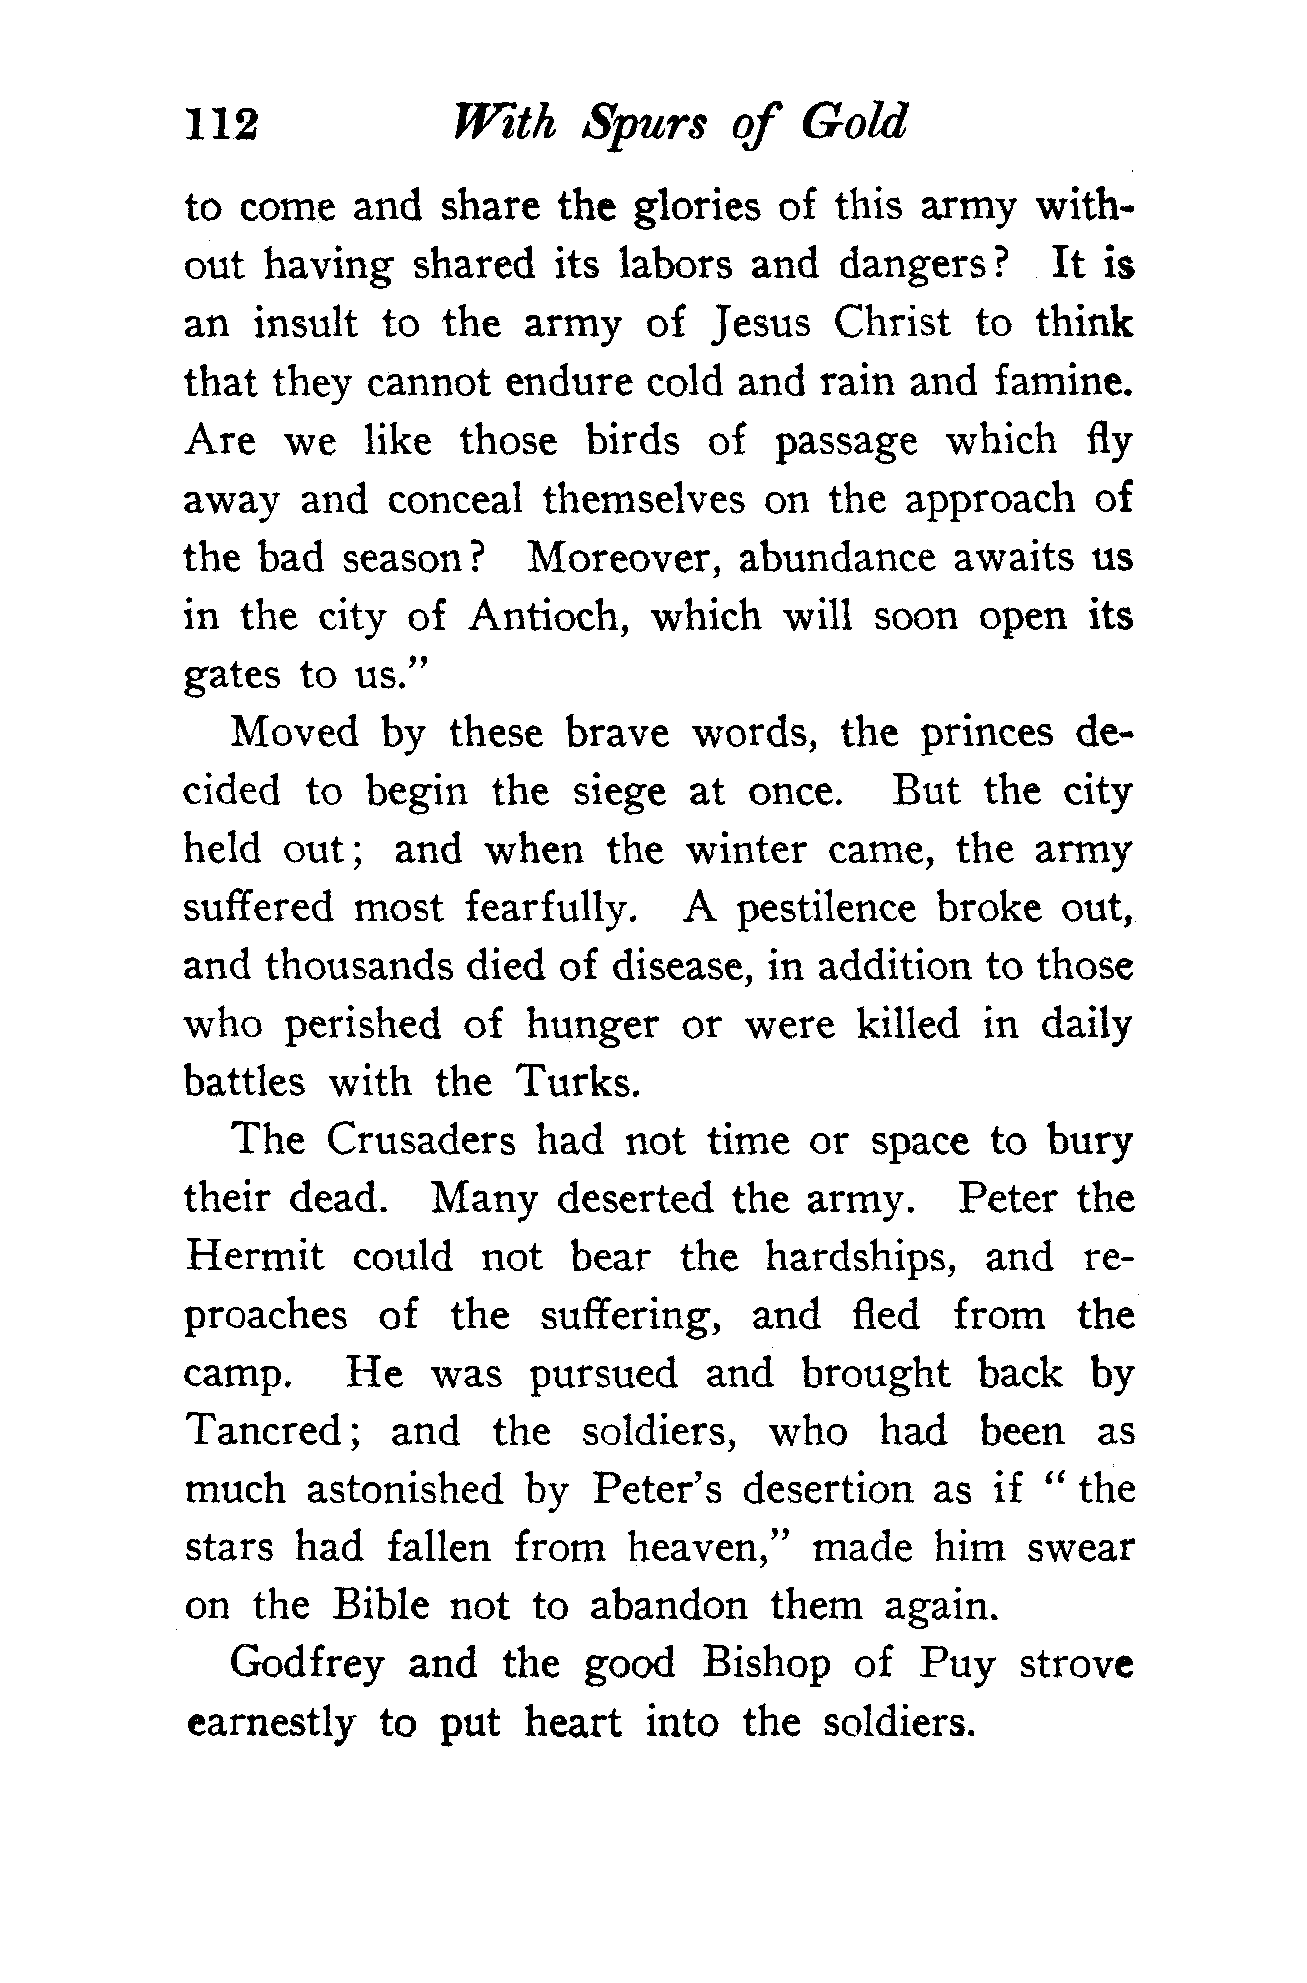 112 With Spurs of Gold
to come and share the glories of this army with-
out having shared its labors and dangers? It is
an insult to the army of Jesus Christ to think
that they cannot endure cold and rain and famine.
Are we like those birds of passage which fly
away and conceal themselves on the approach of
the bad season? Moreover, abundance awaits us
in the city of Antioch, which will soon open its
gates to us."
Moved by these brave words, the princes de-
cided to begin the siege at once. But the city
held out; and when the winter came, the army
suffered most fearfully. A pestilence broke out,
and thousands died of disease, in addition to those
who perished of hunger or were killed in daily
battles with the Turks.
The Crusaders had not time or space to bury
their dead. Many deserted the army. Peter the
Hermit could not bear the hardships, and re-
proaches of the suffering, and fled from the
camp. He was pursued and brought back by
Tancred; and the soldiers, who had been as
much astonished by Peter's desertion as if "the
stars had fallen from heaven," made him swear
on the Bible not to abandon them again.
Godfrey and the good Bishop of Puy strove
earnestly to put heart into the soldiers.